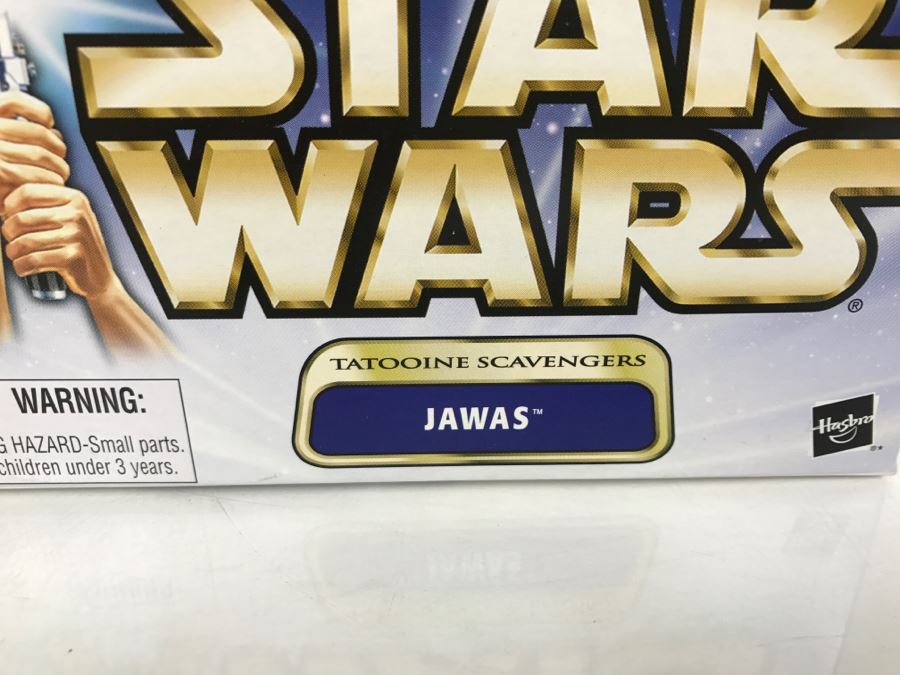 STAR
WARS®
TATOOINE SCAVENGERS
JAWAS™
WARNING:
G HAZARD-Small parts.
children under 3 years.
Hasbro